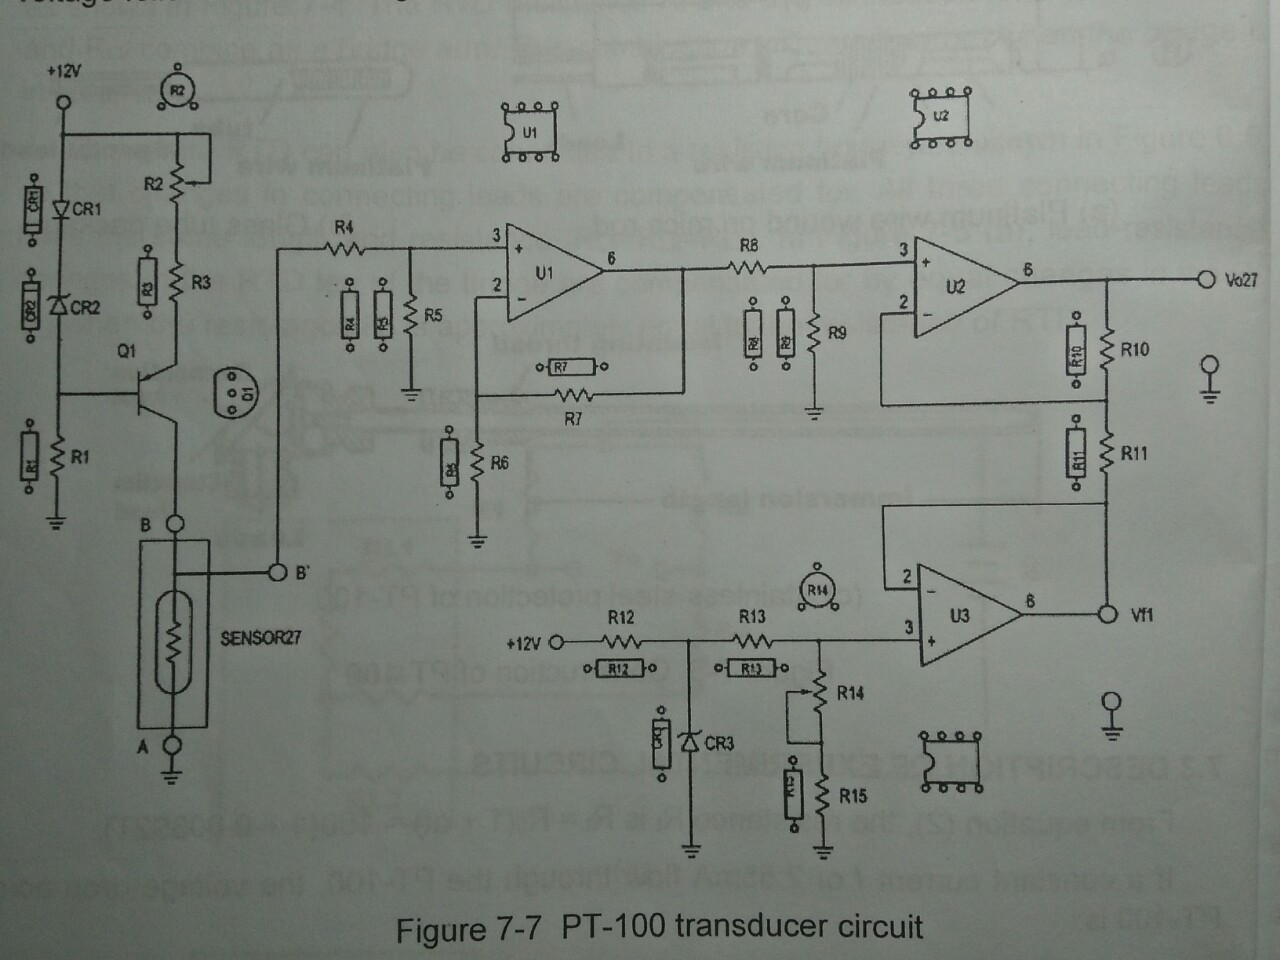 +12V
R2
U1
U2
R2
CR1
CR1
R4
3
+
R8
3
+
6
U1
6
U2
Vo27
2
-
2
-
R3
R3
CR2
CR2
R4
R5
R5
R8
R9
R9
R10
R10
Q1
Q1
R7
R7
R1
R1
R6
R6
R11
R11
B
B'
SENSOR27
A
R14
2
-
6
U3
Vf1
3
+
R12
R13
+12V
R12
R13
R14
CR3
R15
Figure 7-7 PT-100 transducer circuit